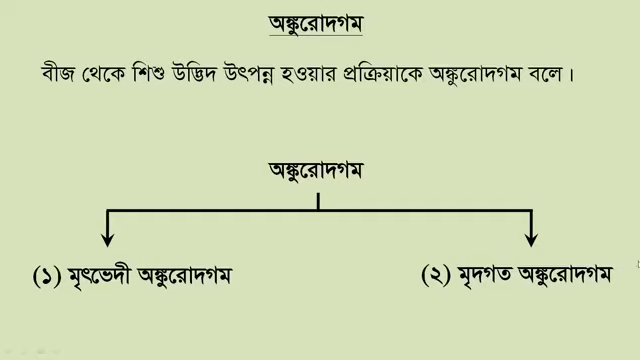 অঙ্কুরোদগম
বীজ থেকে শিশু উদ্ভিদ উৎপন্ন হওয়ার প্রক্রিয়াকে অঙ্কুরোদগম বলে।
অঙ্কুরোদগম
(১) মৃৎভেদী অঙ্কুরোদগম
(২) মৃদগত অঙ্কুরোদগম